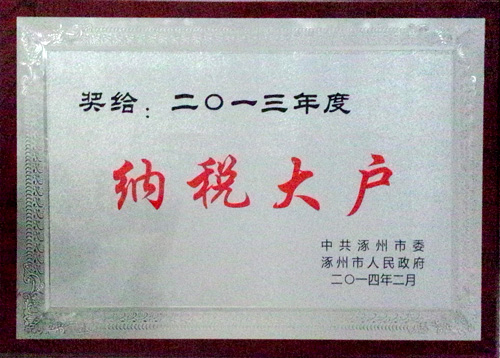 奖给：二〇一三年度
纳税大户
中共涿州市委
涿州市人民政府
二〇一四年二月